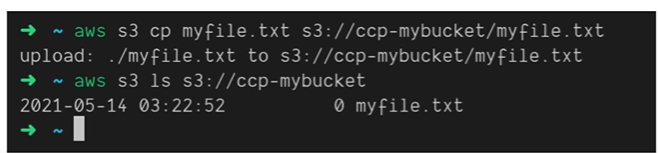 ➜ ~ aws s3 cp myfile.txt s3://ccp-mybucket/myfile.txt
upload: ./myfile.txt to s3://ccp-mybucket/myfile.txt
➜ ~ aws s3 ls s3://ccp-mybucket
2021-05-14 03:22:52          0 myfile.txt
➜ ~